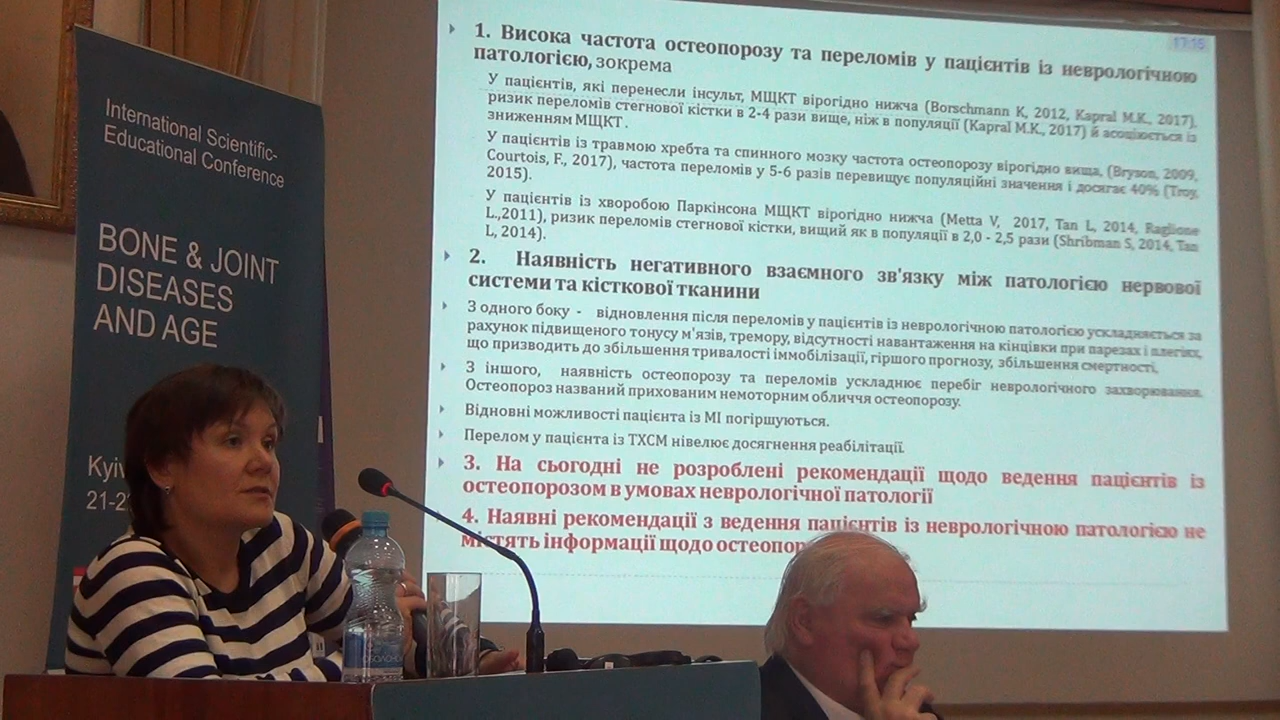 International Scientific-
Educational Conference
BONE & JOINT
DISEASES
AND AGE
Kyiv
21-2
17:15
1. Висока частота остеопорозу та переломів у пацієнтів із неврологічною
патологією, зокрема
У пацієнтів, які перенесли інсульт, МЩКТ вірогідно нижча (Borschmann K, 2012, Kapral M.K., 2017),
ризик переломів стегнової кістки в 2-4 рази вище, ніж в популяції (Kapral M.K., 2017) й асоціюється із
зниженням МЩКТ.
У пацієнтів із травмою хребта та спинного мозку частота остеопорозу вірогідно вища, (Bryson, 2009,
Courtois, F., 2017), частота переломів у 5-6 разів перевищує популяційні значення і досягає 40% (Troy,
2015).
У пацієнтів із хворобою Паркінсона МЩКТ вірогідно нижча (Metta V, 2017, Tan L, 2014, Raglione
L.,2011), ризик переломів стегнової кістки, вищий як в популяції в 2,0 - 2,5 рази (Shribman S, 2014, Tan
L, 2014).
2. Наявність негативного взаємного зв'язку між патологією нервової
системи та кісткової тканини
З одного боку - відновлення після переломів у пацієнтів із неврологічною патологією ускладнюється за
рахунок підвищеного тонусу м'язів, тремору, відсутності навантаження на кінцівки при парезах і плегіях,
що призводить до збільшення тривалості іммобілізації, гіршого прогнозу, збільшення смертності.
З іншого, наявність остеопорозу та переломів ускладнює перебіг неврологічного захворювання.
Остеопороз названий прихованим немоторним обличчя остеопорозу.
Відновні можливості пацієнта із МІ погіршуються.
Перелом у пацієнта із ТХСМ нівелює досягнення реабілітації.
3. На сьогодні не розроблені рекомендації щодо ведення пацієнтів із
остеопорозом в умовах неврологічної патології
4. Наявні рекомендації з ведення пацієнтів із неврологічною патологією не
містять інформації щодо остеопор
ОБОЛОНСЬ